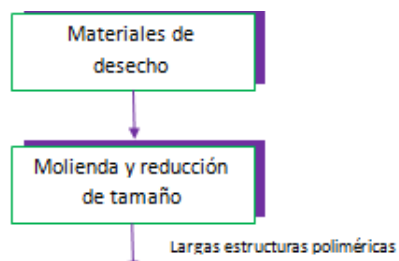 Materiales de
desecho
Molienda y reducción
de tamaño
Largas estructuras poliméricas